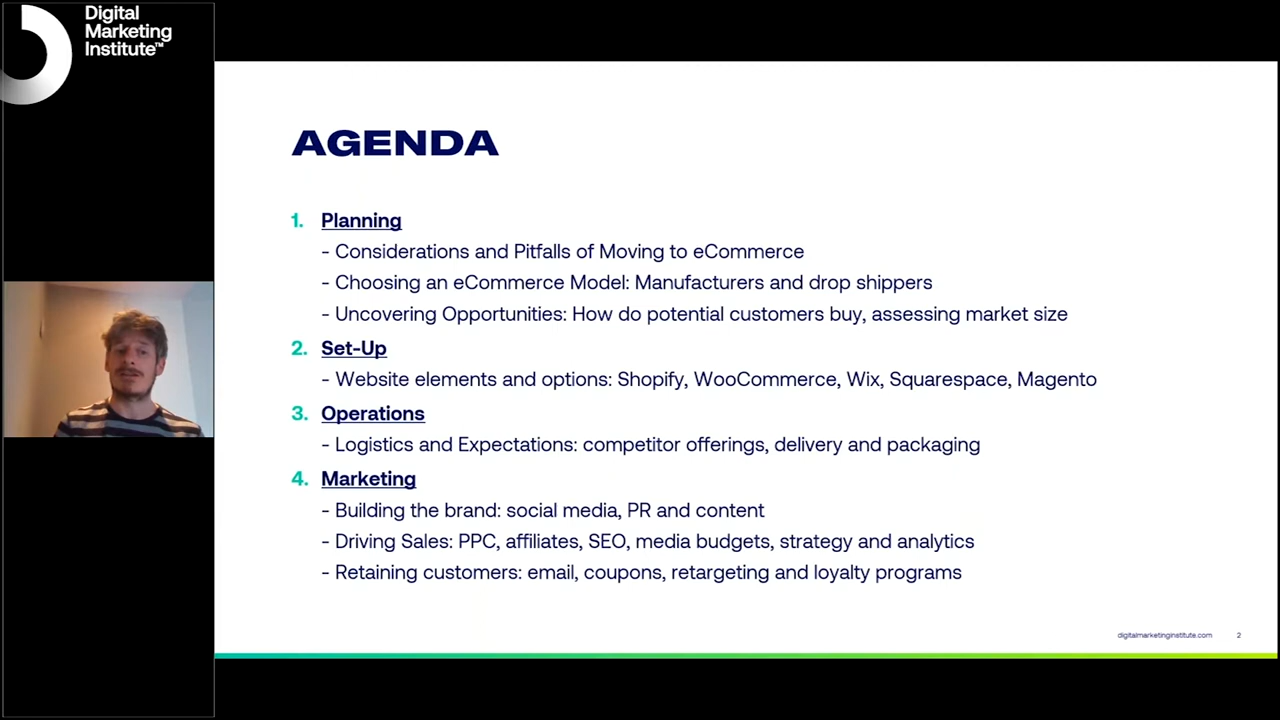 Digital
Marketing
Institute™
AGENDA
1. Planning
- Considerations and Pitfalls of Moving to eCommerce
- Choosing an eCommerce Model: Manufacturers and drop shippers
- Uncovering Opportunities: How do potential customers buy, assessing market size
2. Set-Up
- Website elements and options: Shopify, WooCommerce, Wix, Squarespace, Magento
3. Operations
- Logistics and Expectations: competitor offerings, delivery and packaging
4. Marketing
- Building the brand: social media, PR and content
- Driving Sales: PPC, affiliates, SEO, media budgets, strategy and analytics
- Retaining customers: email, coupons, retargeting and loyalty programs
digitalmarketinginstitute.com 2